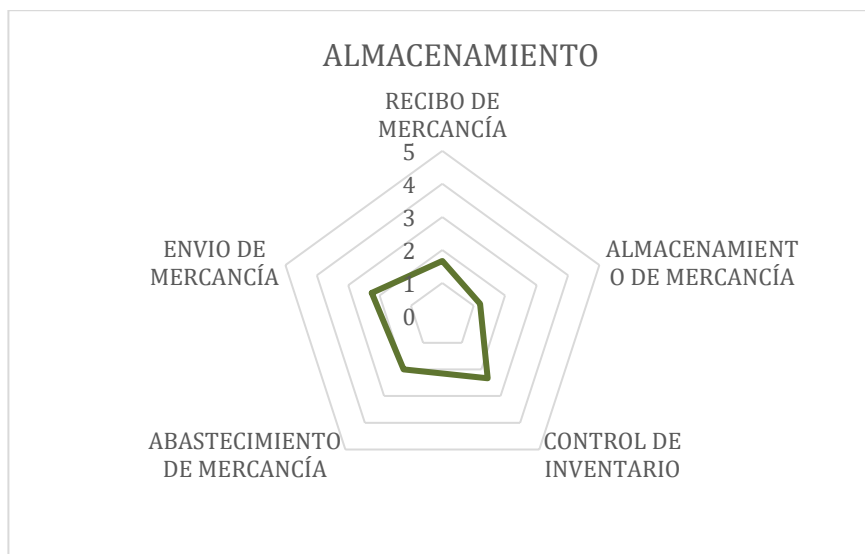 ALMACENAMIENTO
RECIBO DE
MERCANCÍA
5
4
3
2
1
0
ALMACENAMIENT
O DE MERCANCÍA
CONTROL DE
INVENTARIO
ABASTECIMIENTO
DE MERCANCÍA
ENVIO DE
MERCANCÍA